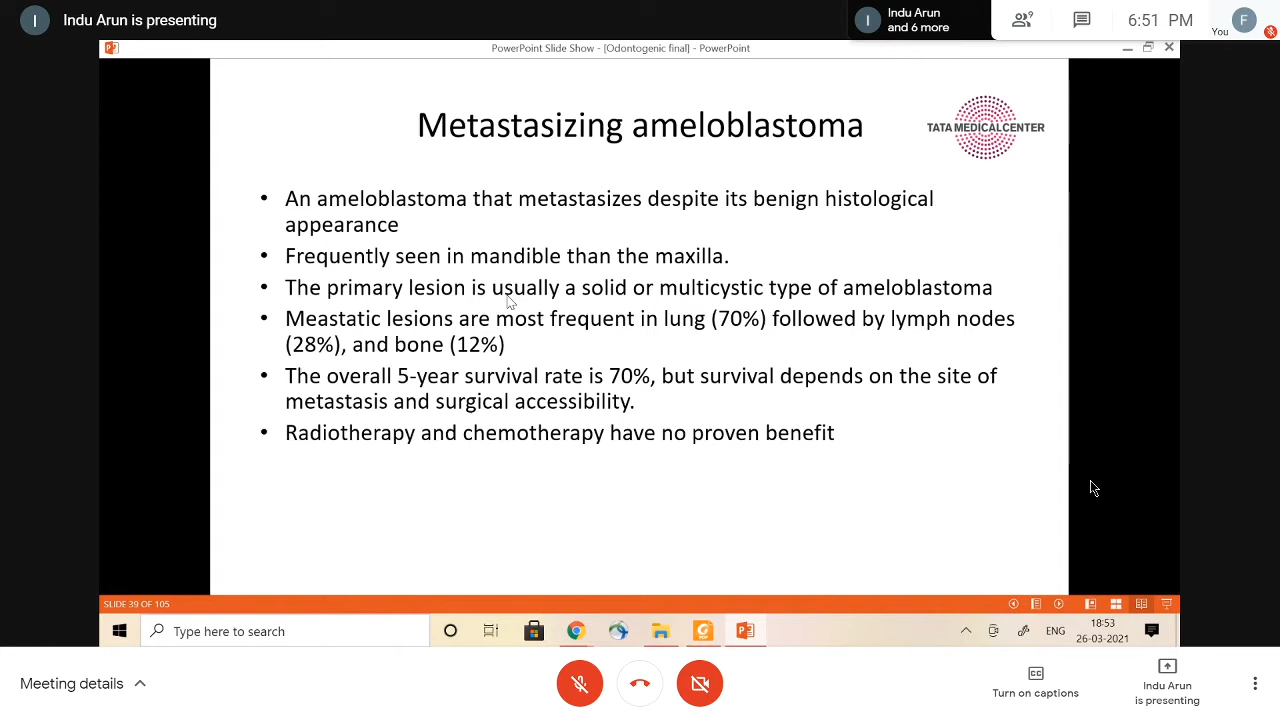 I
Indu Arun is presenting
I
Indu Arun
and 6 more
9
6:51 PM
You
F
PowerPoint Slide Show - [Odontogenic final] - PowerPoint
Metastasizing ameloblastoma
TATA MEDICAL CENTER
• An ameloblastoma that metastasizes despite its benign histological
appearance
• Frequently seen in mandible than the maxilla.
• The primary lesion is usually a solid or multicystic type of ameloblastoma
• Meastatic lesions are most frequent in lung (70%) followed by lymph nodes
(28%), and bone (12%)
• The overall 5-year survival rate is 70%, but survival depends on the site of
metastasis and surgical accessibility.
• Radiotherapy and chemotherapy have no proven benefit
SLIDE 39 OF 105
Type here to search
ENG
18:53
26-03-2021
Meeting details
Turn on captions
Indu Arun
is presenting